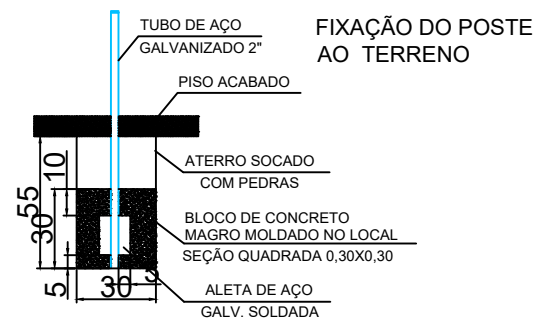 FIXAÇÃO DO POSTE
AO TERRENO
TUBO DE AÇO
GALVANIZADO 2"
PISO ACABADO
ATERRO SOCADO
COM PEDRAS
BLOCO DE CONCRETO
MAGRO MOLDADO NO LOCAL
SEÇÃO QUADRADA 0,30X0,30
ALETA DE AÇO
GALV. SOLDADA
55
10
30
5
30